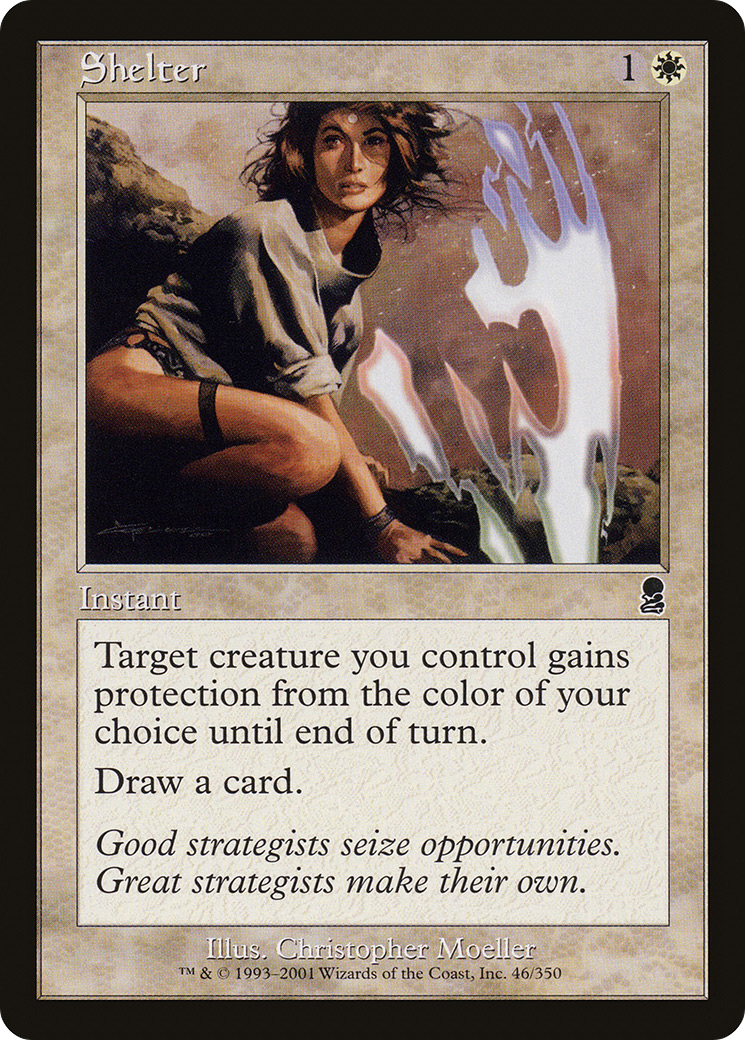 Shelter 1
Instant
Target creature you control gains
protection from the color of your
choice until end of turn.
Draw a card.
Good strategists seize opportunities.
Great strategists make their own.
Illus. Christopher Moeller
™ & © 1993–2001 Wizards of the Coast, Inc. 46/350